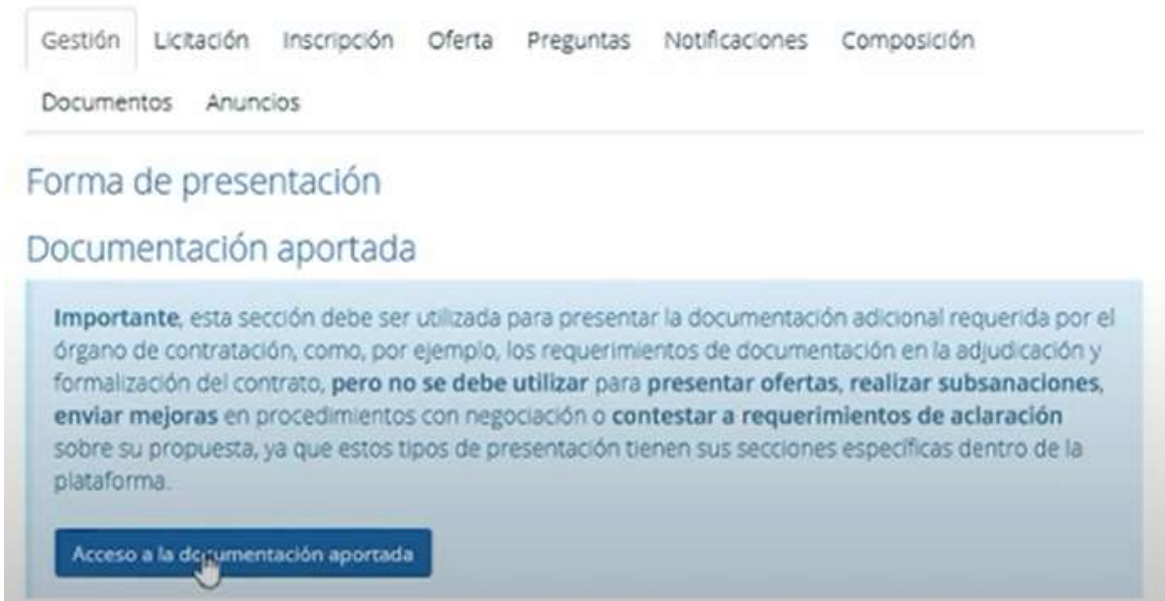 Gestión Licitación Inscripción Oferta Preguntas Notificaciones Composición
Documentos Anuncios
Forma de presentación
Documentación aportada
Importante, esta sección debe ser utilizada para presentar la documentación adicional requerida por el
órgano de contratación, como, por ejemplo, los requerimientos de documentación en la adjudicación y
formalización del contrato, pero no se debe utilizar para presentar ofertas, realizar subsanaciones,
enviar mejoras en procedimientos con negociación o contestar a requerimientos de aclaración
sobre su propuesta, ya que estos tipos de presentación tienen sus secciones específicas dentro de la
plataforma.
Acceso a la documentación aportada